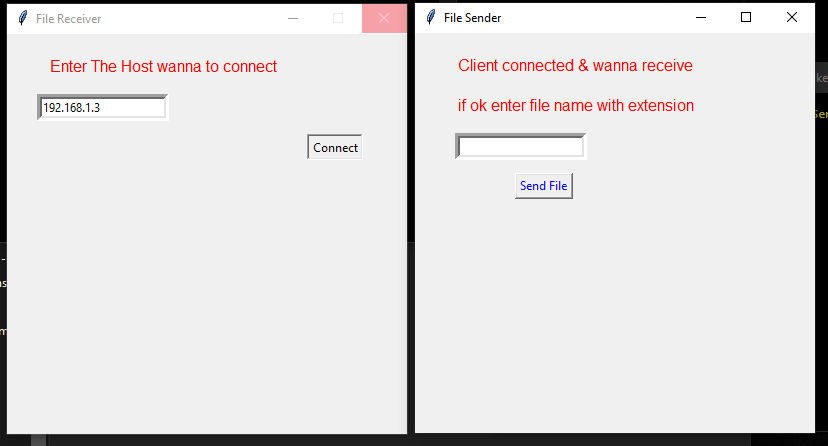 File Receiver
Enter The Host wanna to connect
192.168.1.3
Connect
File Sender
Client connected & wanna receive
if ok enter file name with extension
Send File